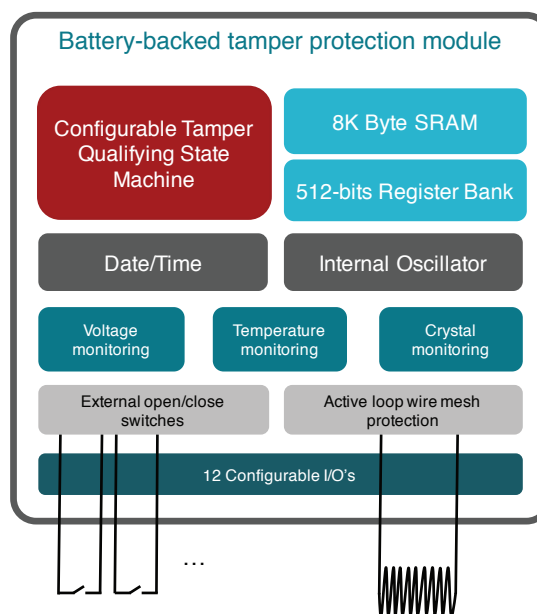 Battery-backed tamper protection module
Configurable Tamper
Qualifying State
Machine
8K Byte SRAM
512-bits Register Bank
Date/Time
Internal Oscillator
Voltage
monitoring
Temperature
monitoring
Crystal
monitoring
External open/close
switches
Active loop wire mesh
protection
12 Configurable I/O's
...